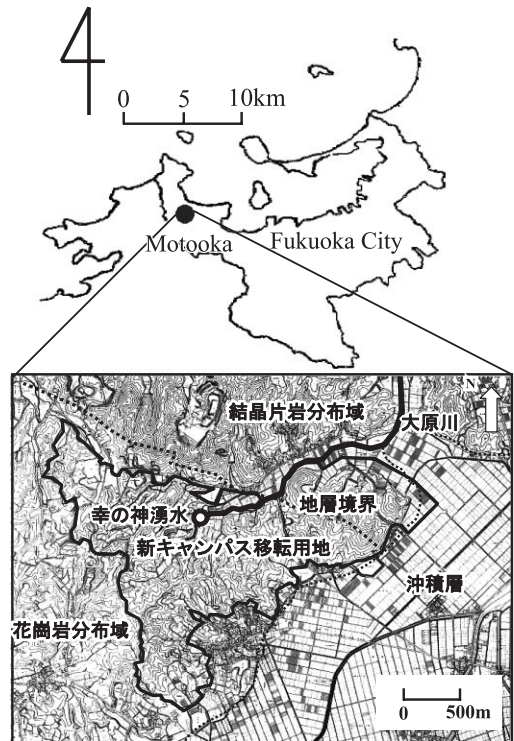 0 5 10km
Motooka
Fukuoka City
N
結晶片岩分布域
大原川
幸の神湧水
地層境界
新キャンパス移転用地
沖積層
花崗岩分布域
0 500m